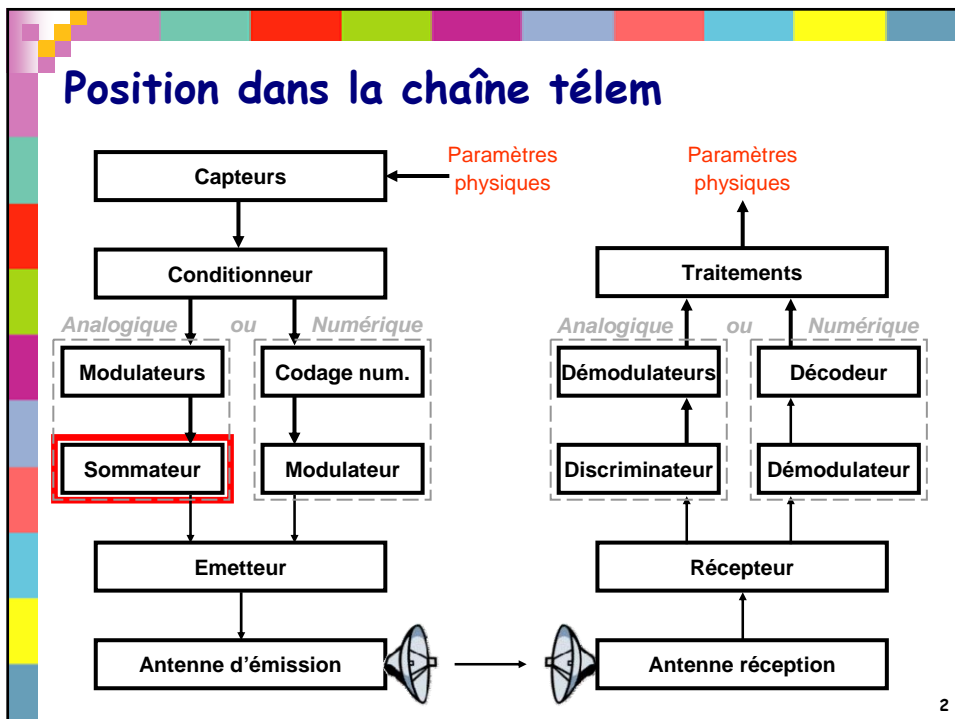 Position dans la chaîne télem
Capteurs
Paramètres
physiques
Conditionneur
Analogique ou Numérique
Modulateurs
Codage num.
Sommateur
Modulateur
Emetteur
Antenne d'émission
Paramètres
physiques
Traitements
Analogique ou Numérique
Démodulateurs
Décodeur
Discriminateur
Démodulateur
Récepteur
Antenne réception
2